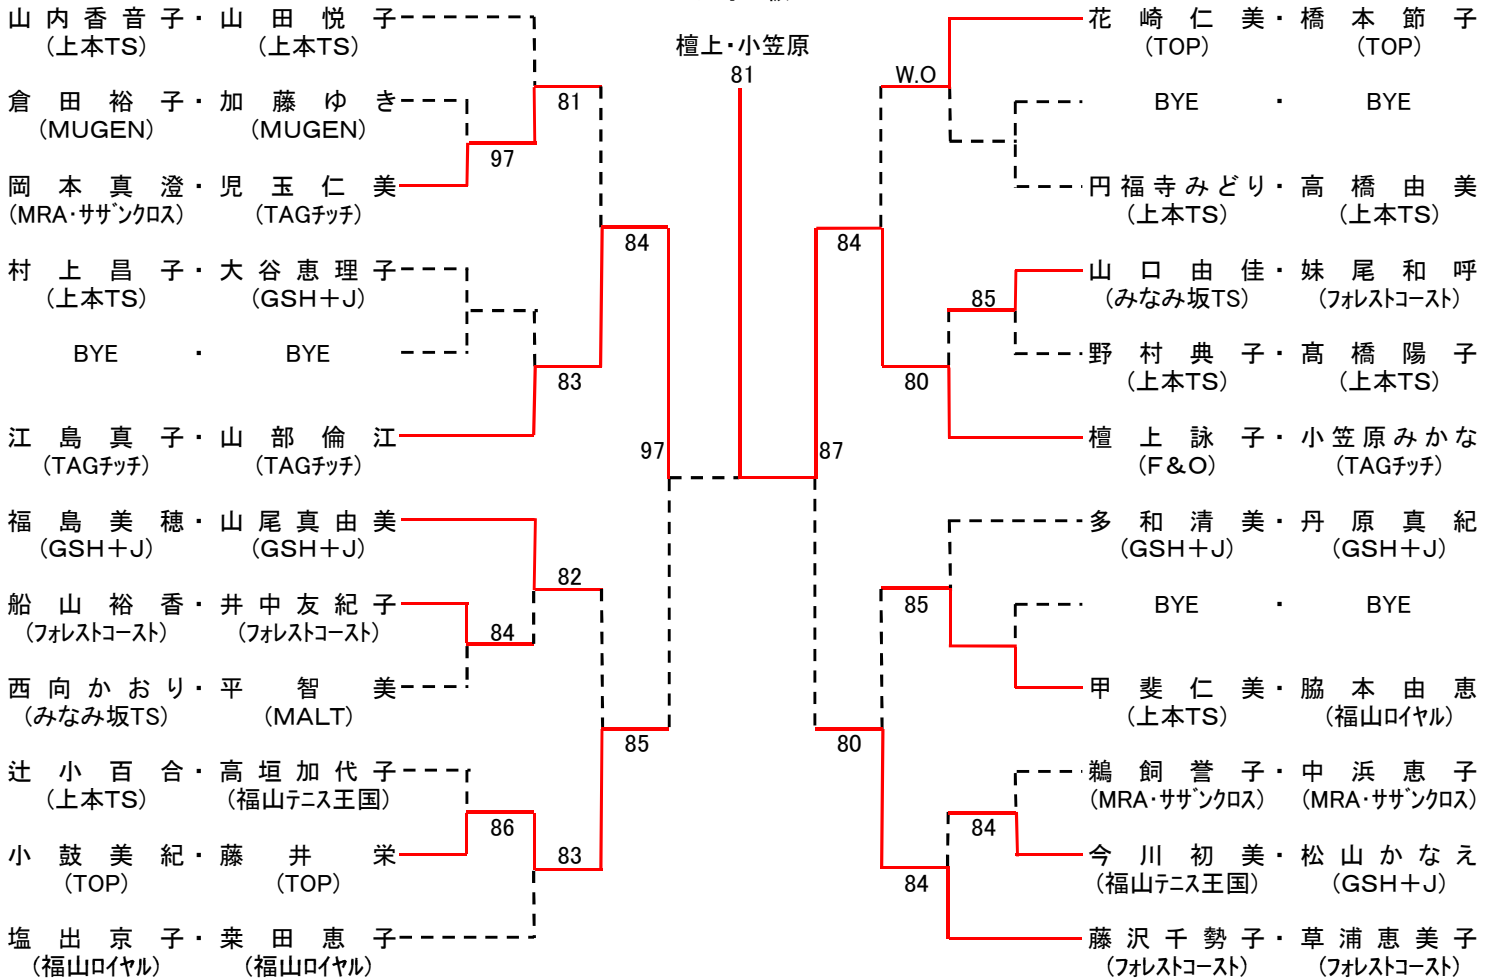 山内香音子・山田悦子
(上本TS) (上本TS)
倉田裕子・加藤ゆき
(MUGEN) (MUGEN)
岡本真澄・児玉仁美
(MRA・サザンクロス) (TAGチッチ)
村上昌子・大谷恵理子
(上本TS) (GSH+J)
BYE ・ BYE
江島真子・山部倫江
(TAGチッチ) (TAGチッチ)
福島美穂・山尾真由美
(GSH+J) (GSH+J)
船山裕香・井中友紀子
(フォレストコースト) (フォレストコースト)
西向かおり・平智美
(みなみ坂TS) (MALT)
辻小百合・高垣加代子
(上本TS) (福山テニス王国)
小鼓美紀・藤井栄
(TOP) (TOP)
塩出京子・桒田恵子
(福山ロイヤル) (福山ロイヤル)
81
97
84
83
97
82
84
85
86
83
檀上・小笠原
81
W.O
84
85
80
87
85
80
84
84
花崎仁美・橋本節子
(TOP) (TOP)
BYE ・ BYE
円福寺みどり・高橋由美
(上本TS) (上本TS)
山口由佳・妹尾和呼
(みなみ坂TS) (フォレストコースト)
野村典子・髙橋陽子
(上本TS) (上本TS)
檀上詠子・小笠原みかな
(F&O) (TAGチッチ)
多和清美・丹原真紀
(GSH+J) (GSH+J)
BYE ・ BYE
甲斐仁美・脇本由恵
(上本TS) (福山ロイヤル)
鵜飼誉子・中浜恵子
(MRA・サザンクロス) (MRA・サザンクロス)
今川初美・松山かなえ
(福山テニス王国) (GSH+J)
藤沢千勢子・草浦恵美子
(フォレストコースト) (フォレストコースト)